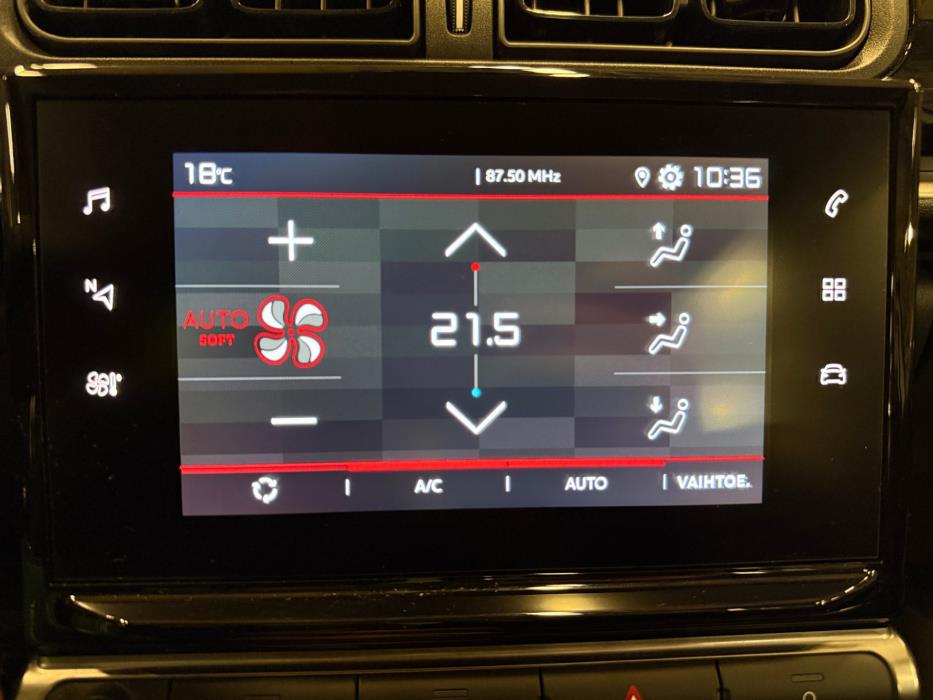 18°C
87.50 MHz
10:36
N
AUTO
SOFT
21.5
A/C
AUTO
VAIHTOE.